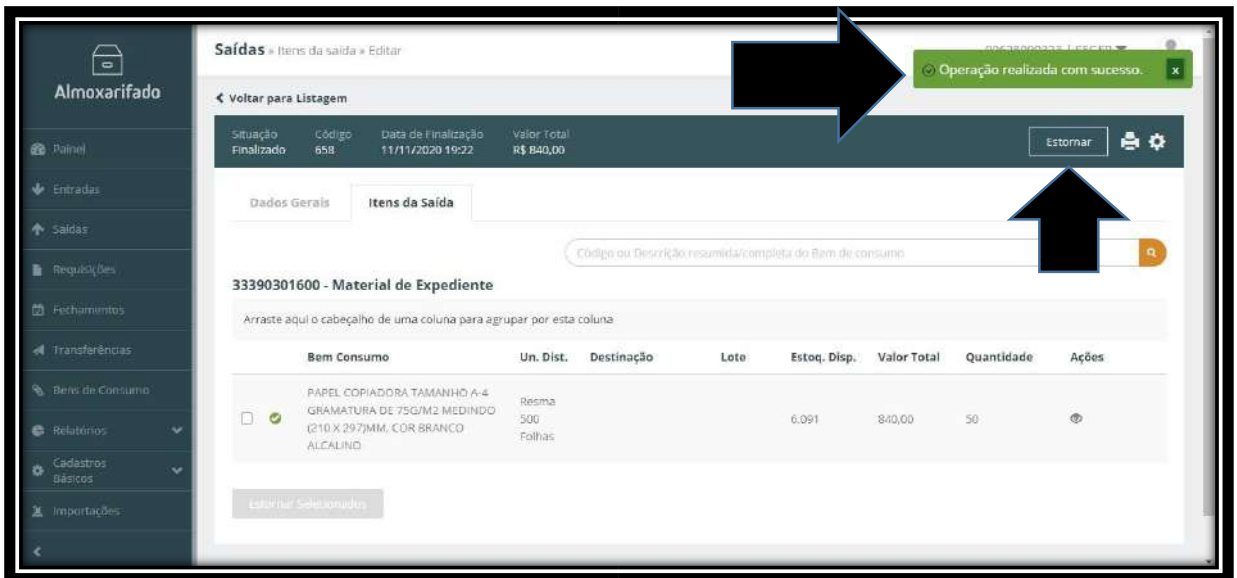 Almoxarifado
Painel
Entradas
Saídas
Requisições
Fechamentos
Transferências
Bens de Consumo
Relatórios
Cadastros
Básicos
Importações
Saídas » Itens da saída » Editar
Operação realizada com sucesso. x
Voltar para Listagem
Situação Código Data de Finalização Valor Total
Finalizado 658 11/11/2020 19:22 R$ 840,00
Estornar
Dados Gerais Itens da Saída
Código ou Descrição resumida/completa do Bem de consumo
33390301600 - Material de Expediente
Arraste aqui o cabeçalho de uma coluna para agrupar por esta coluna
Bem Consumo Un. Dist. Destinação Lote Estoq. Disp. Valor Total Quantidade Ações
PAPEL COPIADORA TAMANHO A-4
GRAMATURA DE 75G/M2 MEDINDO
(210 X 297)MM, COR BRANCO
ALCALINO
Resma
500
Folhas
6.091 840,00 50
Estornar Selecionados